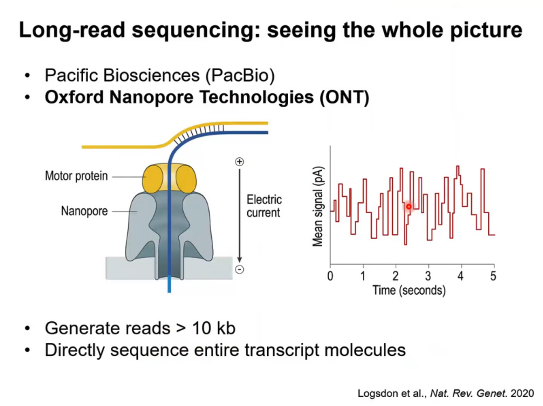 Long-read sequencing: seeing the whole picture
• Pacific Biosciences (PacBio)
• Oxford Nanopore Technologies (ONT)
Motor protein
Nanopore
+
Electric
current
−
Mean signal (pA)
0 1 2 3 4 5
Time (seconds)
• Generate reads > 10 kb
• Directly sequence entire transcript molecules
Logsdon et al., Nat. Rev. Genet. 2020